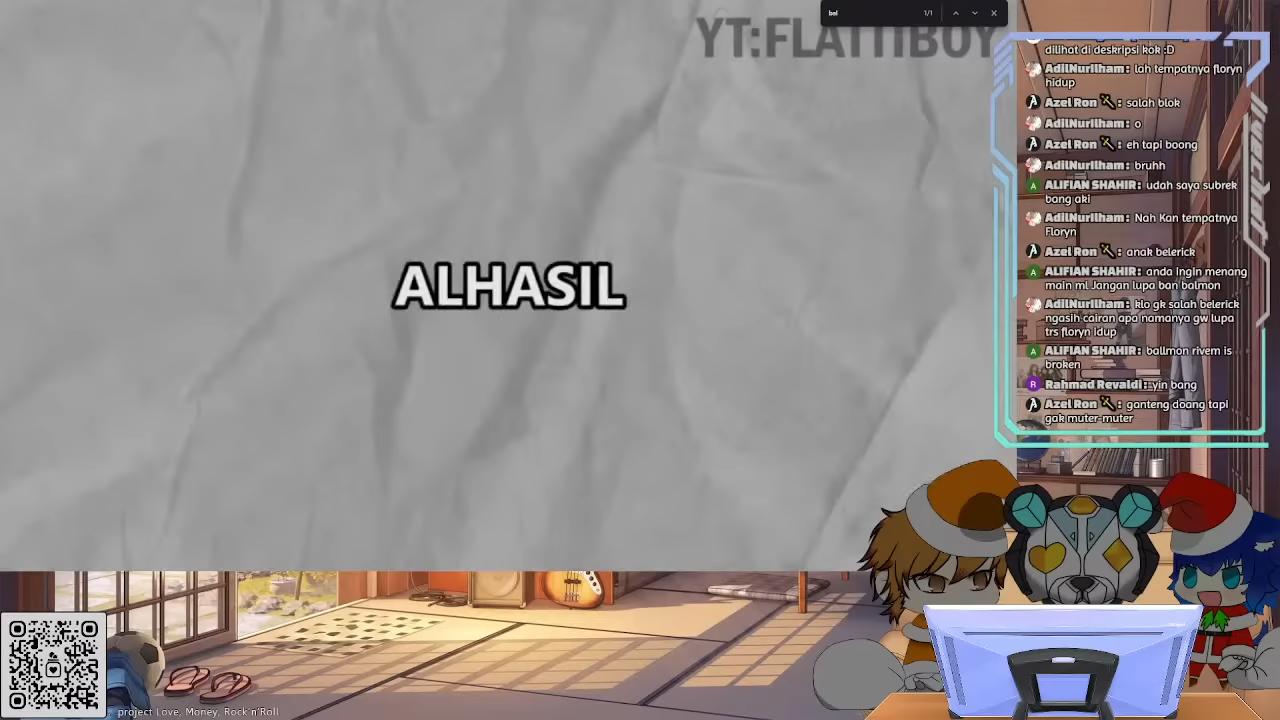 bel
1/1
YT:FLATTIBOY
dilihat di deskripsi kok :D
AdilNurIlham: lah tempatnya floryn
hidup
Azel Ron: salah blok
AdilNurIlham: o
Azel Ron: eh tapi boong
AdilNurIlham: bruhh
ALIFIAN SHAHIR: udah saya subrek
bang aki
AdilNurIlham: Nah Kan tempatnya
Floryn
Azel Ron: anak belerick
ALIFIAN SHAHIR: anda ingin menang
main ml Jangan lupa ban balmon
AdilNurIlham: klo gk salah belerick
ngasih cairan apa namanya gw lupa
trs floryn idup
ALIFIAN SHAHIR: ballmon rivem is
broken
Rahmad Revaldi: yin bang
Azel Ron: ganteng doang tapi
gak muter-muter
livechat
ALHASIL
project Love, Money, Rock'n'Roll